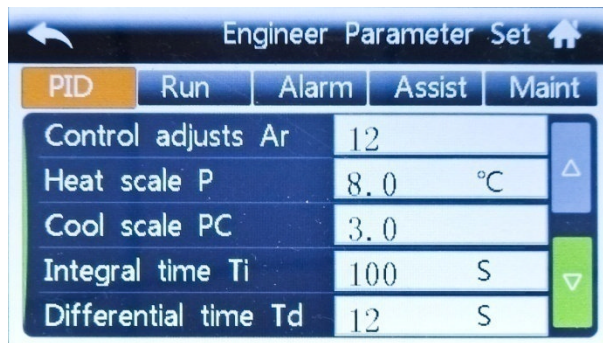 Engineer Parameter Set
PID Run Alarm Assist Maint
Control adjusts Ar 12
Heat scale P 8.0 °C
Cool scale PC 3.0
Integral time Ti 100 S
Differential time Td 12 S